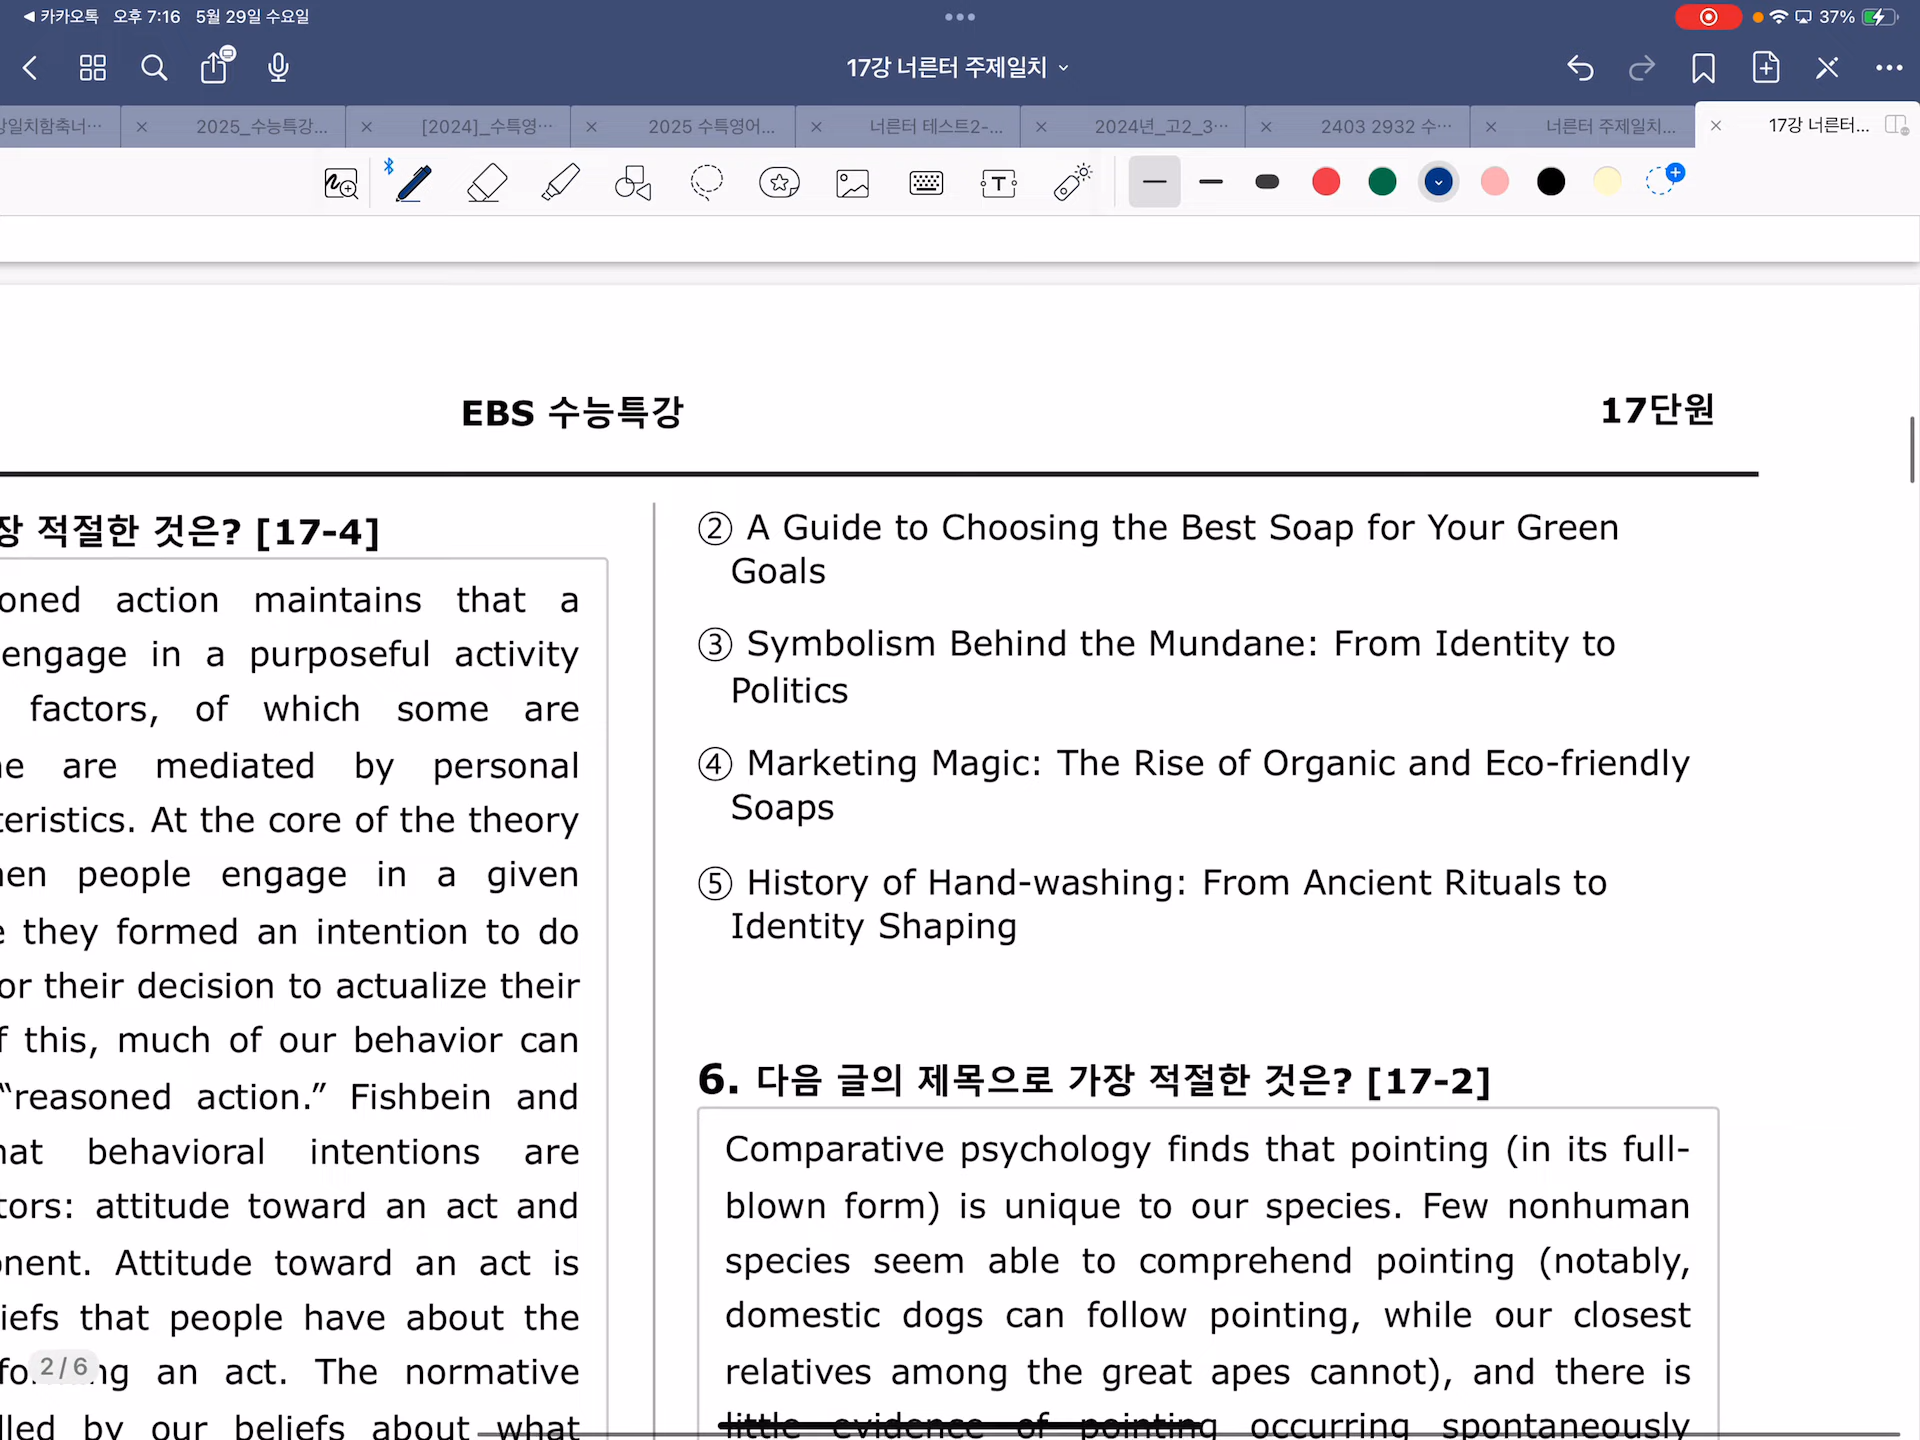 카카오톡 오후 7:16 5월 29일 수요일
37%
17강 너른터 주제일치
강일치함축너…
2025_수능특강...
[2024]_수특영…
2025 수특영어...
너른터 테스트2-...
2024년_고2_3…
2403 2932 수…
너른터 주제일치...
17강 너른터...
EBS 수능특강
17단원
장 적절한 것은? [17-4]
oned action maintains that a
engage in a purposeful activity
factors, of which some are
are mediated by personal
teristics. At the core of the theory
people engage in a given
they formed an intention to do
or their decision to actualize their
f this, much of our behavior can
“reasoned action.” Fishbein and
behavioral intentions are
tors: attitude toward an act and
nent. Attitude toward an act is
iefs that people have about the
an act. The normative
lled by our beliefs about what
2/6
② A Guide to Choosing the Best Soap for Your Green
Goals
③ Symbolism Behind the Mundane: From Identity to
Politics
④ Marketing Magic: The Rise of Organic and Eco-friendly
Soaps
⑤ History of Hand-washing: From Ancient Rituals to
Identity Shaping
6. 다음 글의 제목으로 가장 적절한 것은? [17-2]
Comparative psychology finds that pointing (in its full-
blown form) is unique to our species. Few nonhuman
species seem able to comprehend pointing (notably,
domestic dogs can follow pointing, while our closest
relatives among the great apes cannot), and there is
little evidence of pointing occurring spontaneously